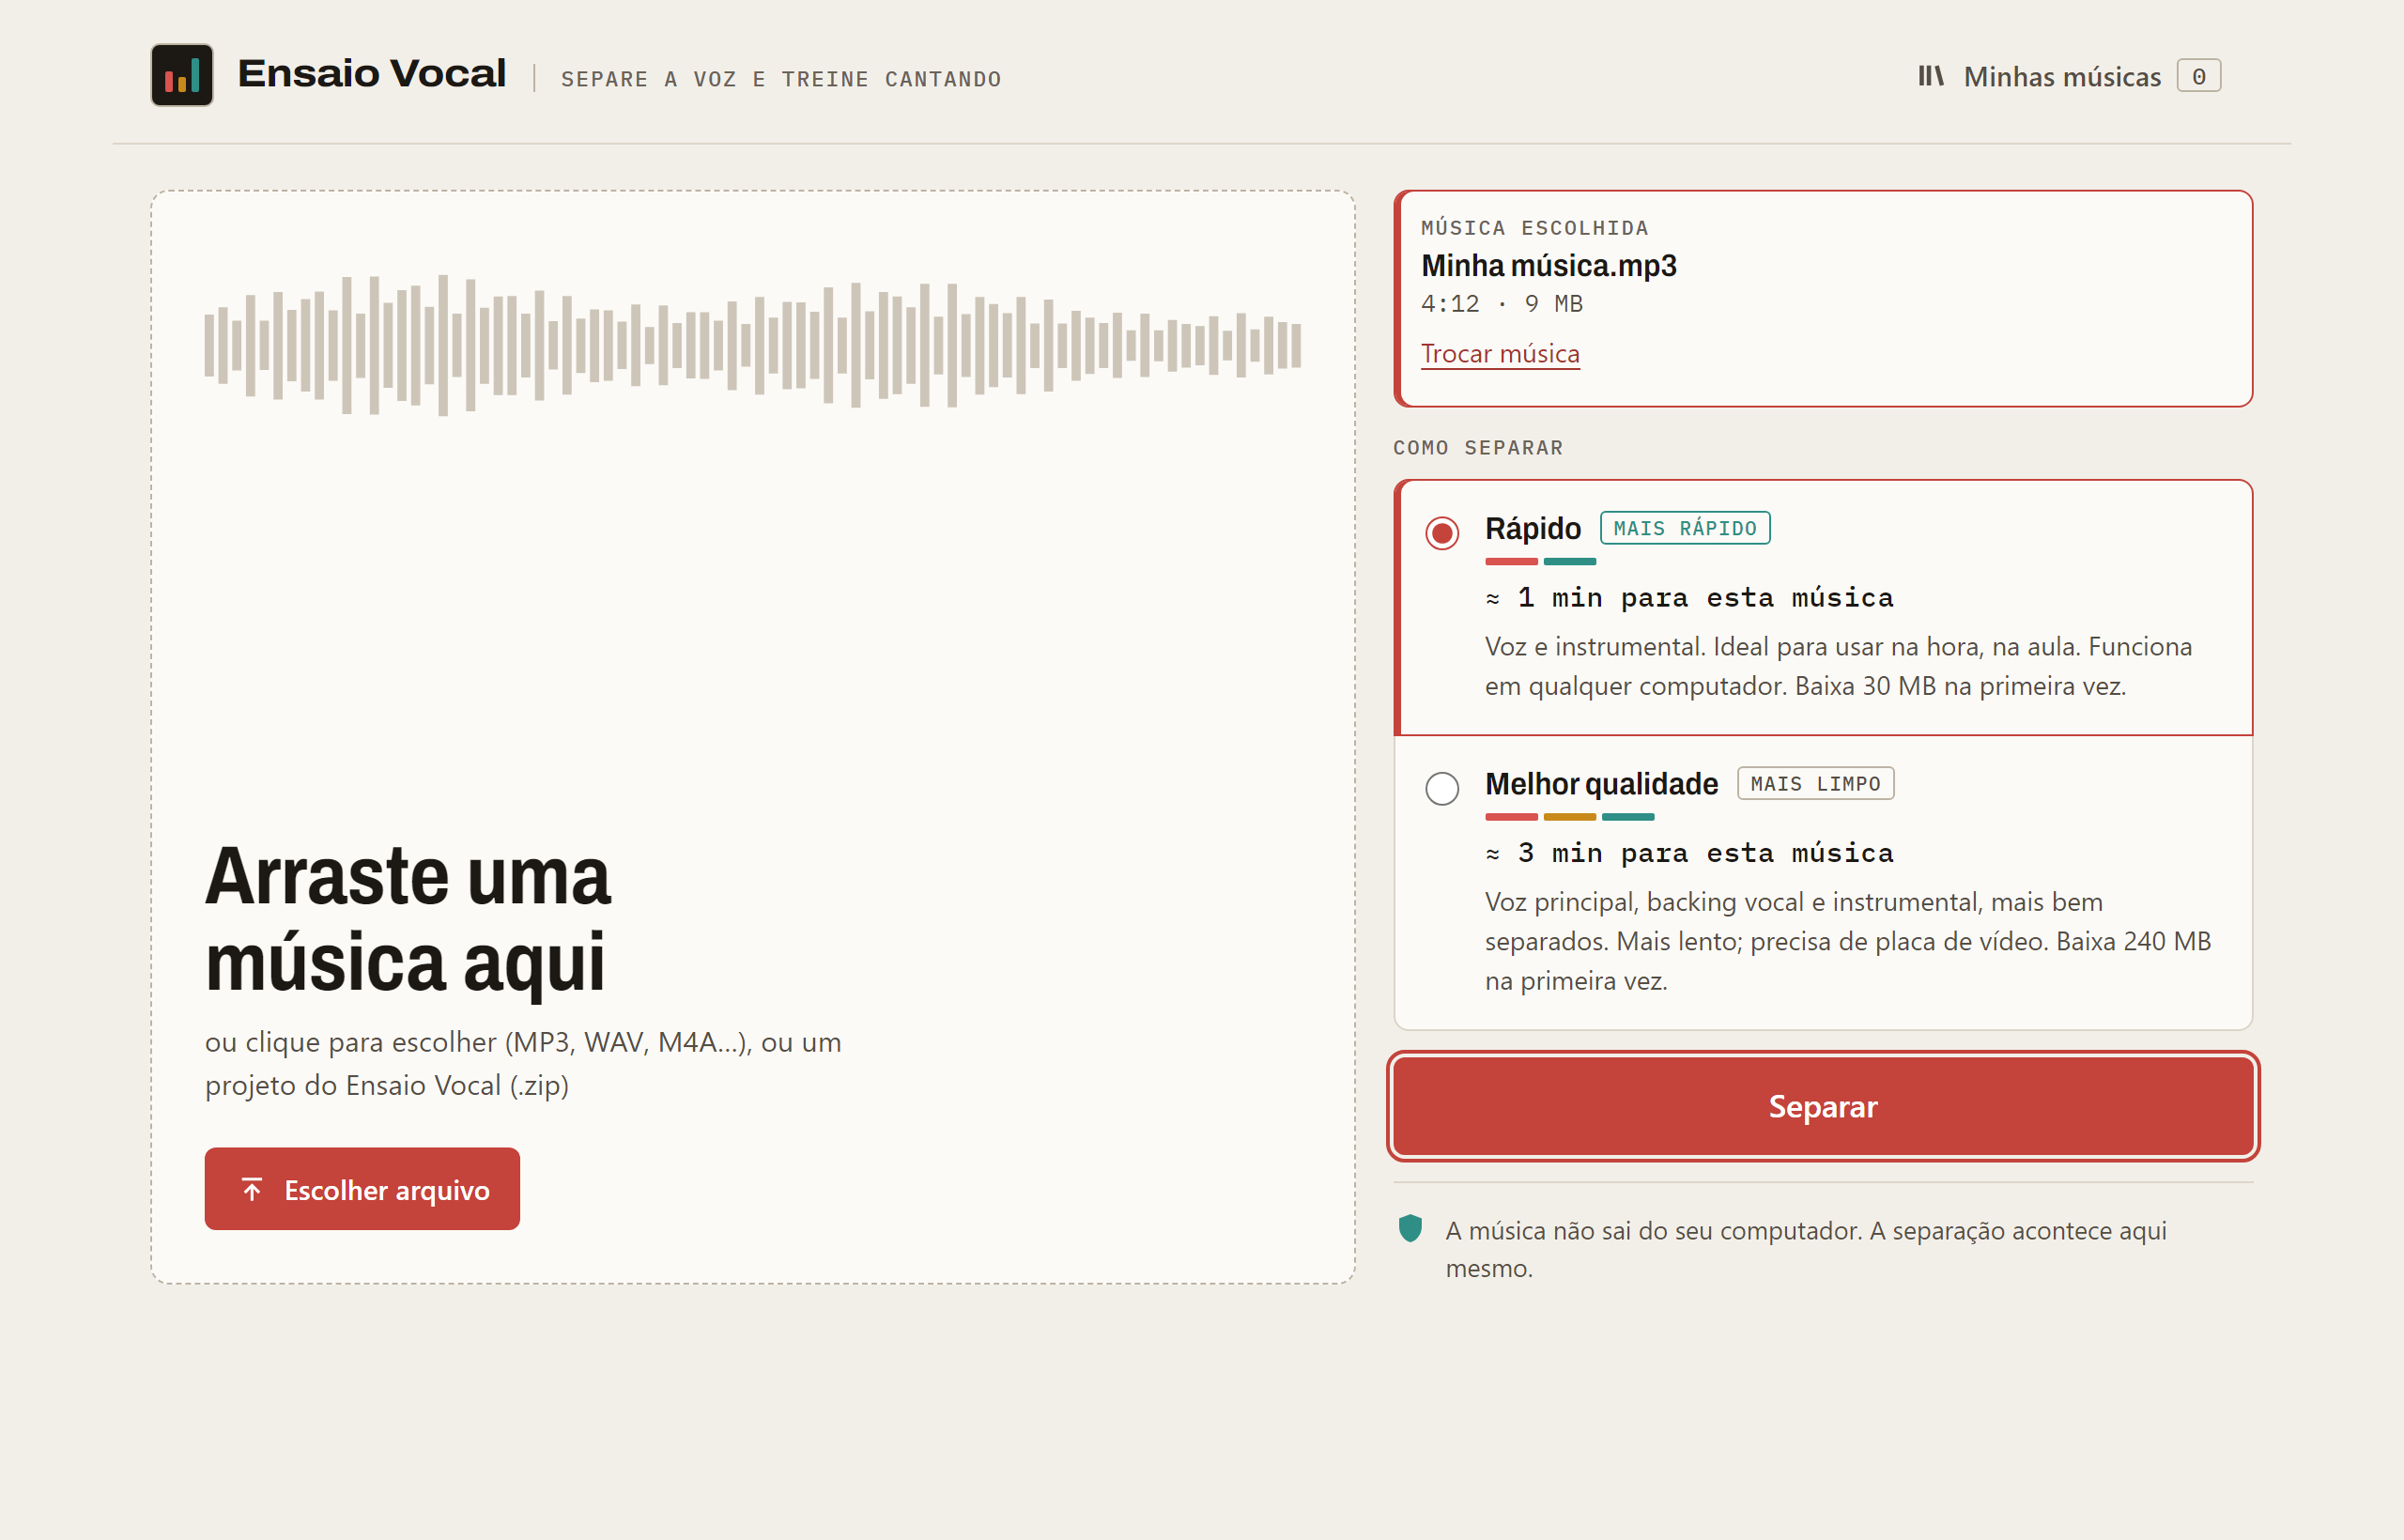 Ensaio Vocal
SEPARE A VOZ E TREINE CANTANDO
Minhas músicas 0
Arraste uma
música aqui
ou clique para escolher (MP3, WAV, M4A...), ou um
projeto do Ensaio Vocal (.zip)
Escolher arquivo
MÚSICA ESCOLHIDA
Minha música.mp3
4:12 · 9 MB
Trocar música
COMO SEPARAR
Rápido MAIS RÁPIDO
≈ 1 min para esta música
Voz e instrumental. Ideal para usar na hora, na aula. Funciona
em qualquer computador. Baixa 30 MB na primeira vez.
Melhor qualidade MAIS LIMPO
≈ 3 min para esta música
Voz principal, backing vocal e instrumental, mais bem
separados. Mais lento; precisa de placa de vídeo. Baixa 240 MB
na primeira vez.
Separar
A música não sai do seu computador. A separação acontece aqui
mesmo.